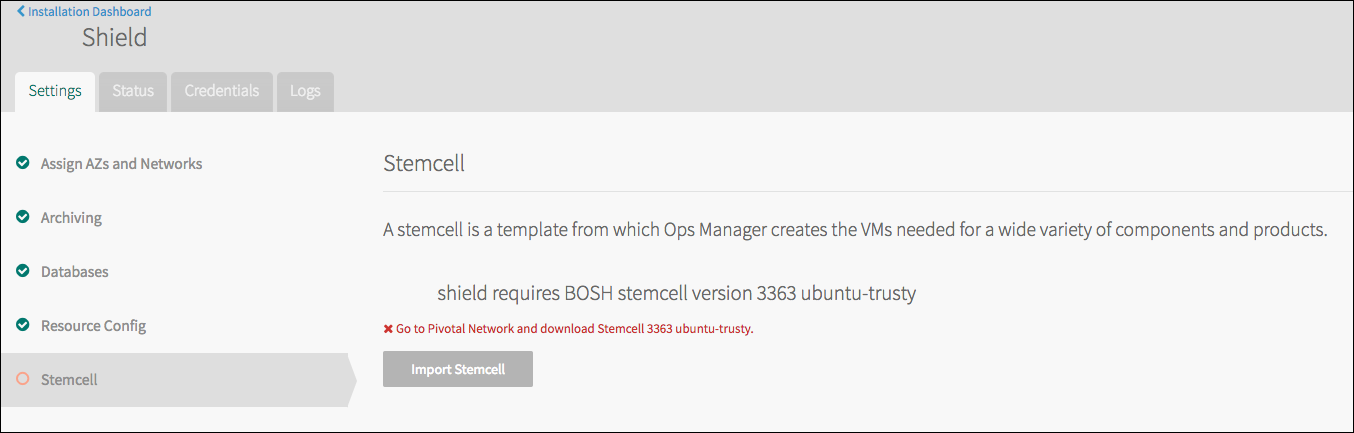 Installation Dashboard
Shield
Settings Status Credentials Logs
Assign AZs and Networks
Archiving
Databases
Resource Config
Stemcell
Stemcell
A stemcell is a template from which Ops Manager creates the VMs needed for a wide variety of components and products.
shield requires BOSH stemcell version 3363 ubuntu-trusty
Go to Pivotal Network and download Stemcell 3363 ubuntu-trusty.
Import Stemcell